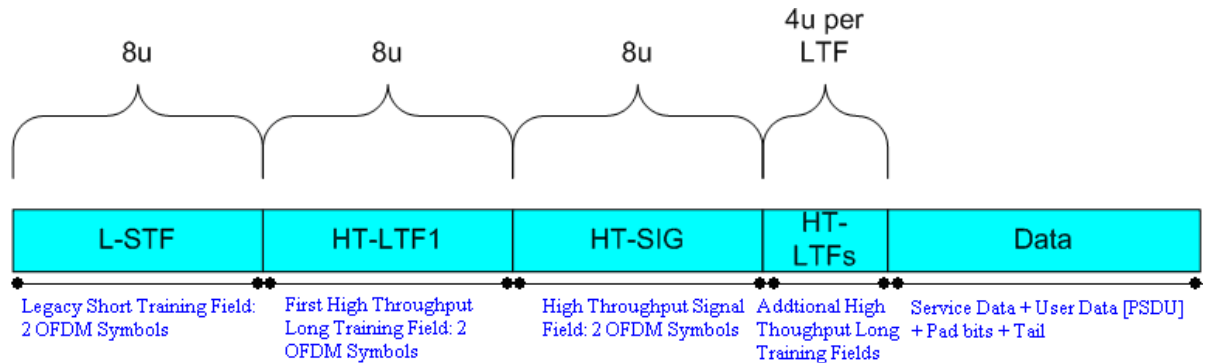 8u
8u
8u
4u per
LTF
L-STF
HT-LTF1
HT-SIG
HT-
LTFs
Data
Legacy Short Training Field:
2 OFDM Symbols
First High Throughput
Long Training Field: 2
OFDM Symbols
High Throughput Signal
Field: 2 OFDM Symbols
Addtional High
Thoughput Long
Training Fields
Service Data + User Data [PSDU]
+ Pad bits + Tail